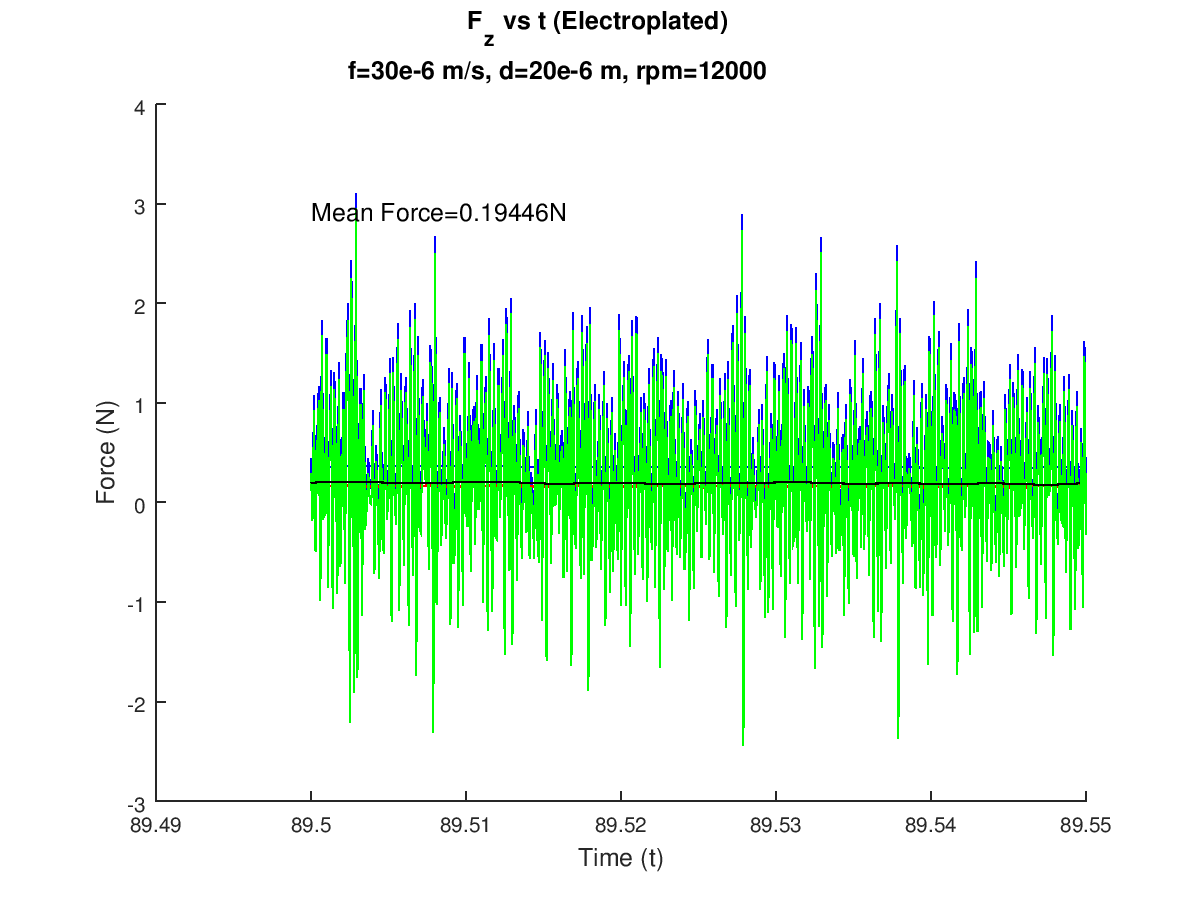 F_z vs t (Electroplated)
f=30e-6 m/s, d=20e-6 m, rpm=12000
4
3
2
1
0
-1
-2
-3
Force (N)
Mean Force=0.19446N
89.49 89.5 89.51 89.52 89.53 89.54 89.55
Time (t)